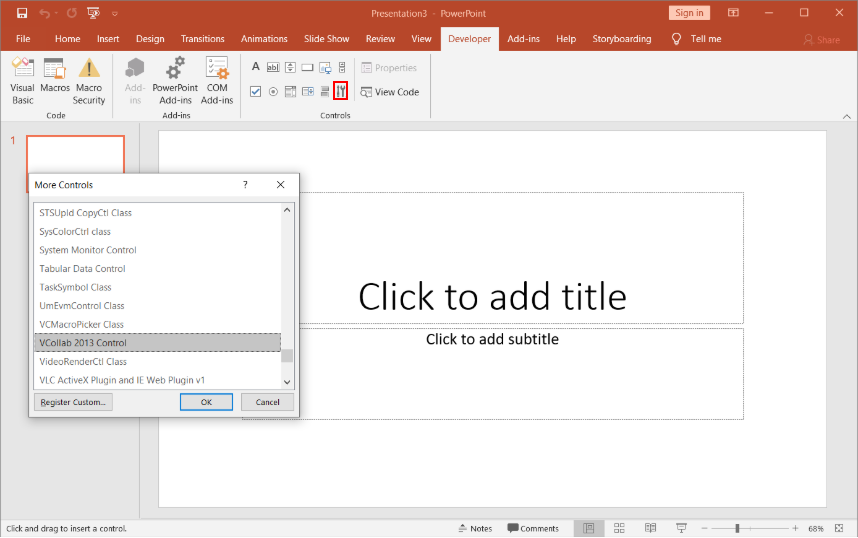 Presentation3 - PowerPoint
Sign in
File Home Insert Design Transitions Animations Slide Show Review View Developer Add-ins Help Storyboarding Tell me Share
Visual Basic
Macros
Macro Security
Code
Add-ins
PowerPoint Add-ins
COM Add-ins
Add-ins
A
abl
Properties
View Code
Controls
1
More Controls
?
STSUpld CopyCtl Class
SysColorCtrl class
System Monitor Control
Tabular Data Control
TaskSymbol Class
UmEvmControl Class
VCMacroPicker Class
VCollab 2013 Control
VideoRenderCtl Class
VLC ActiveX Plugin and IE Web Plugin v1
Register Custom... OK Cancel
Click to add title
Click to add subtitle
Click and drag to insert a control.
Notes Comments 68%